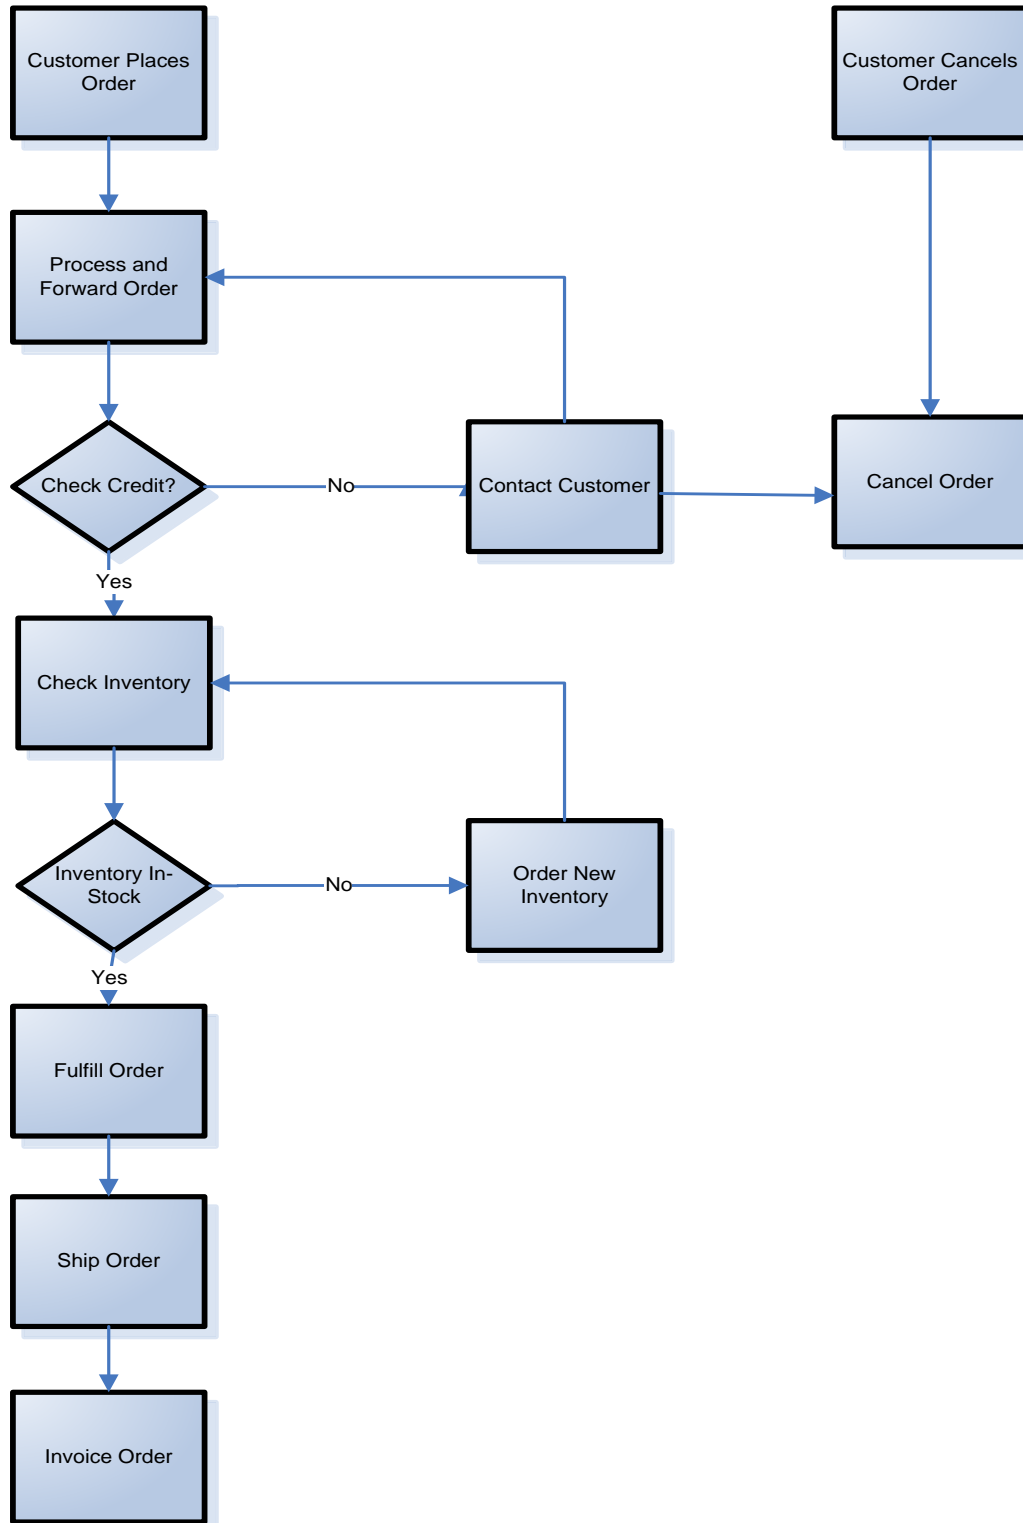 Customer Places
Order
Customer Cancels
Order
Process and
Forward Order
Check Credit?
No
Contact Customer
Cancel Order
Yes
Check Inventory
Inventory In-
Stock
No
Order New
Inventory
Yes
Fulfill Order
Ship Order
Invoice Order